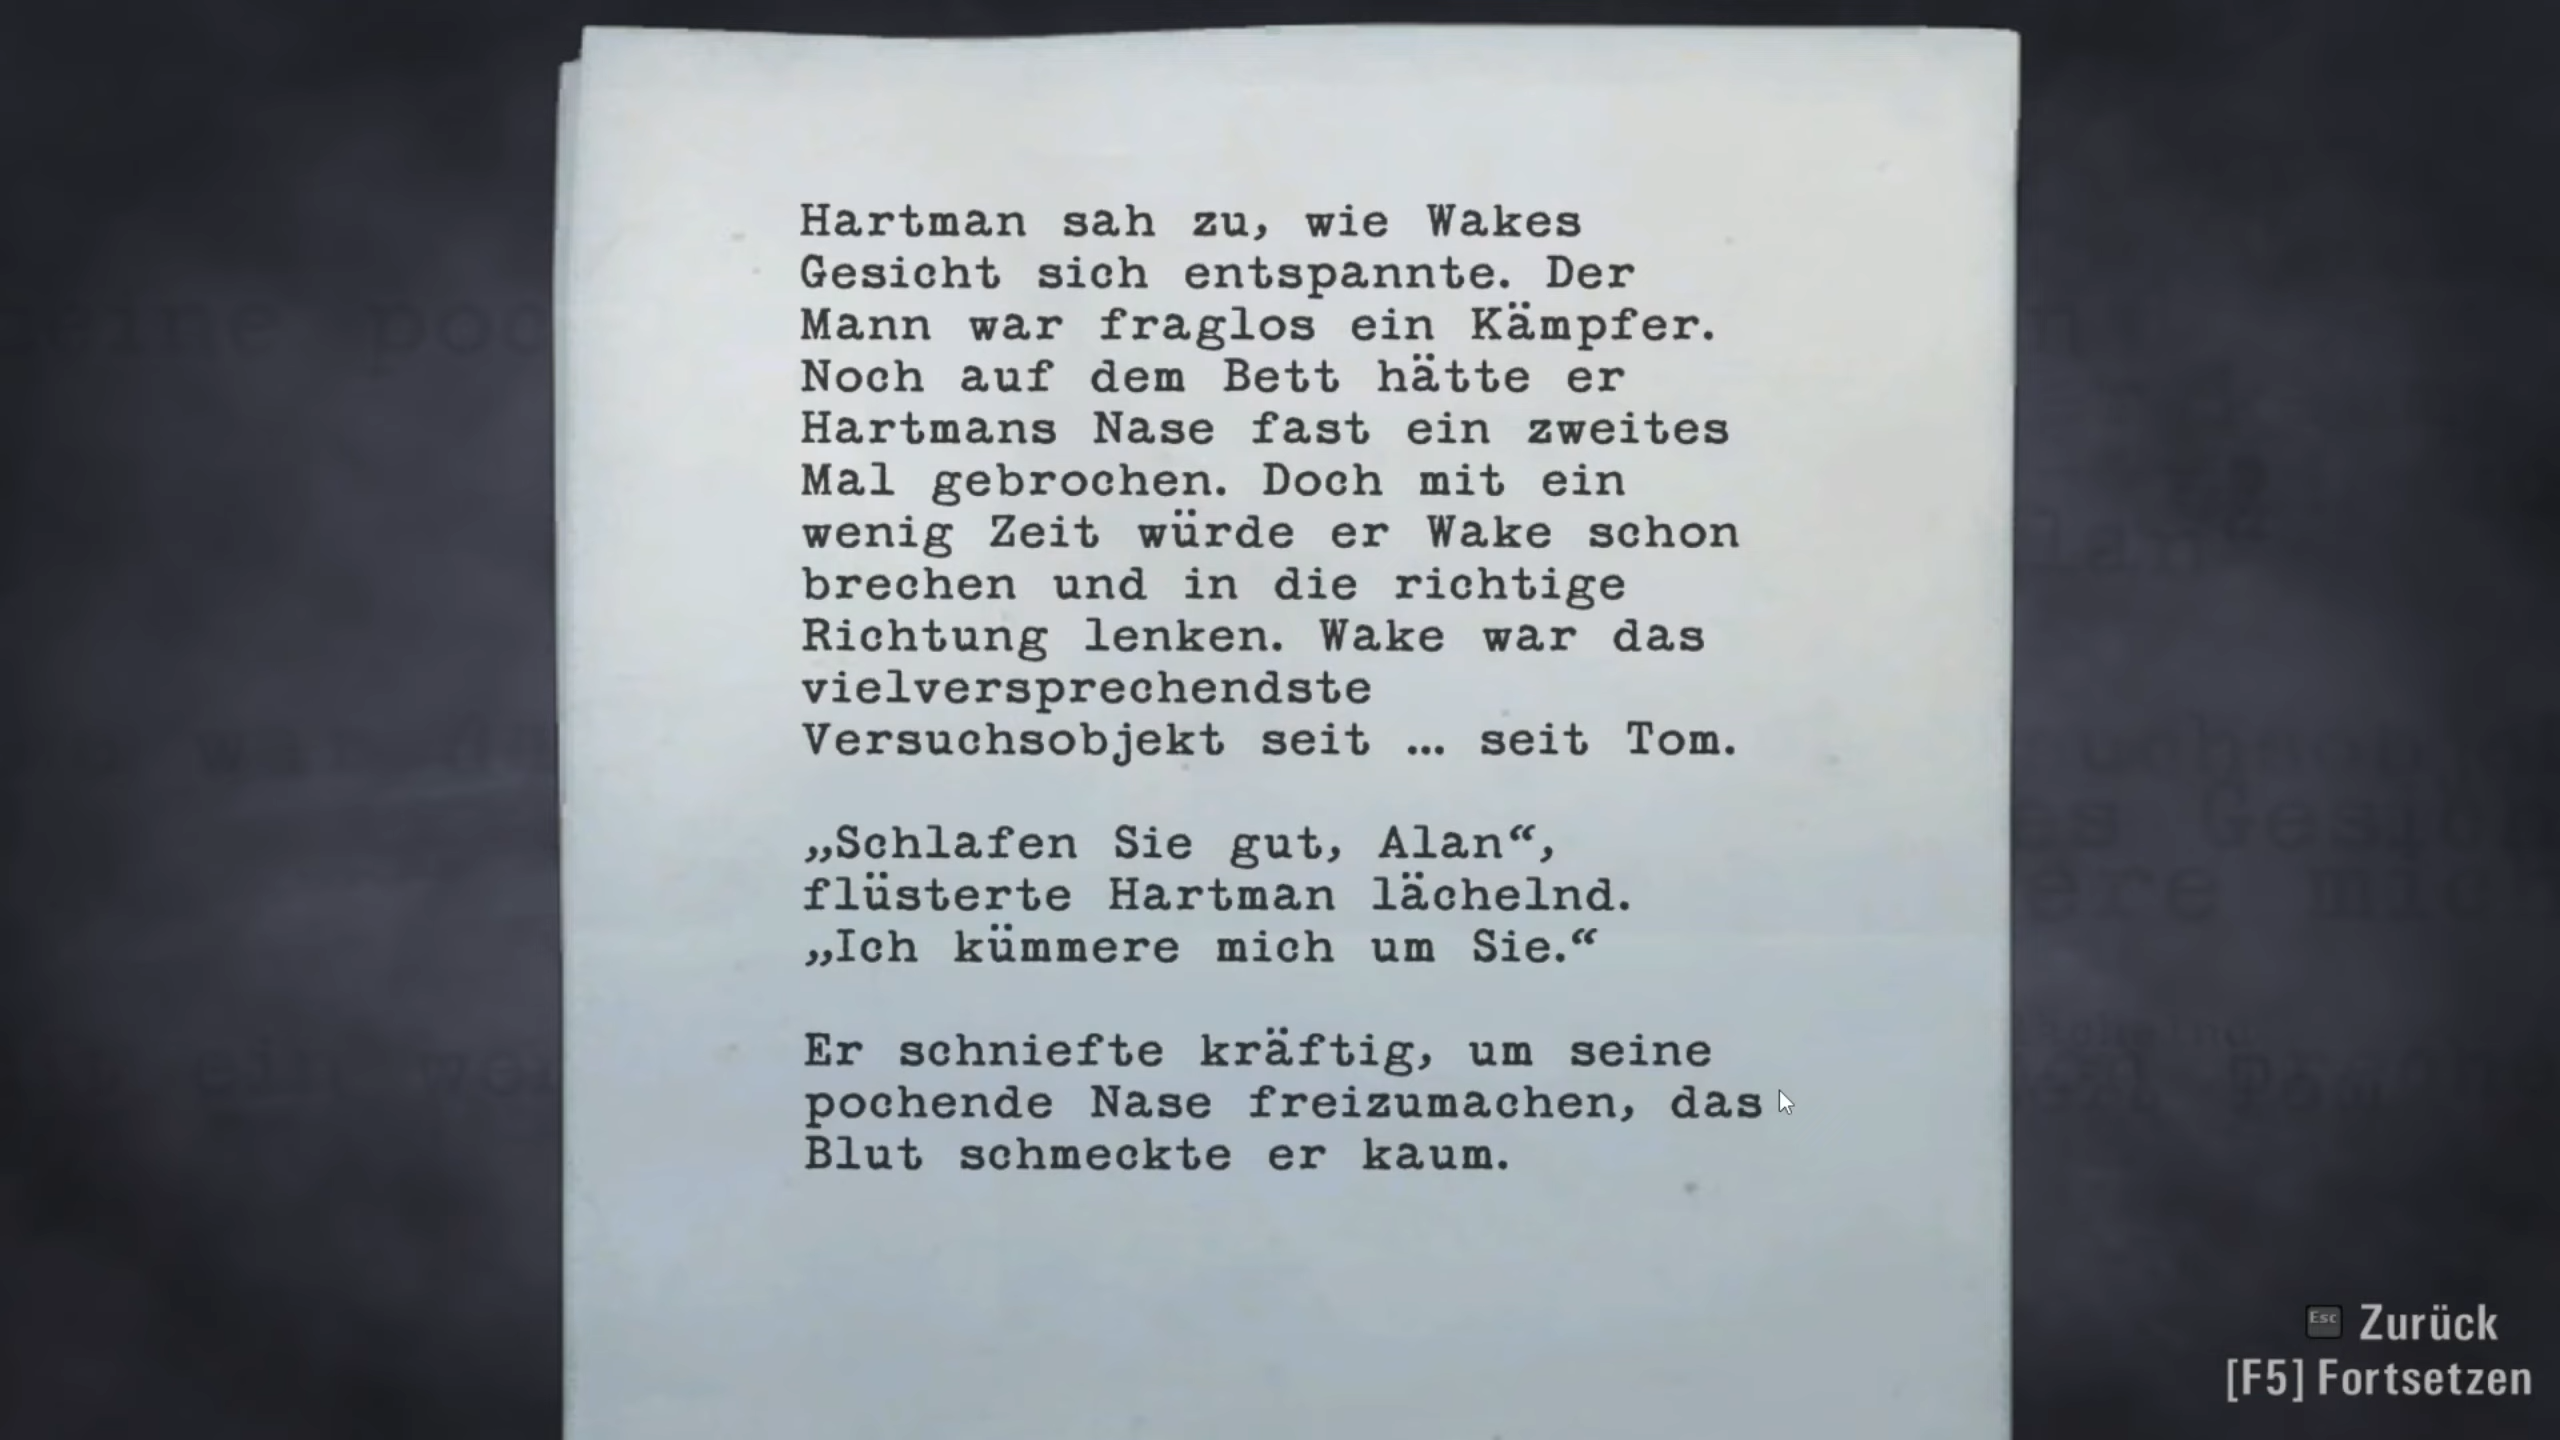 Hartman sah zu, wie Wakes
Gesicht sich entspannte. Der
Mann war fraglos ein Kämpfer.
Noch auf dem Bett hätte er
Hartmans Nase fast ein zweites
Mal gebrochen. Doch mit ein
wenig Zeit würde er Wake schon
brechen und in die richtige
Richtung lenken. Wake war das
vielversprechendste
Versuchsobjekt seit … seit Tom.
„Schlafen Sie gut, Alan“,
flüsterte Hartman lächelnd.
„Ich kümmere mich um Sie.“
Er schniefte kräftig, um seine
pochende Nase freizumachen, das
Blut schmeckte er kaum.
Esc Zurück
[F5] Fortsetzen